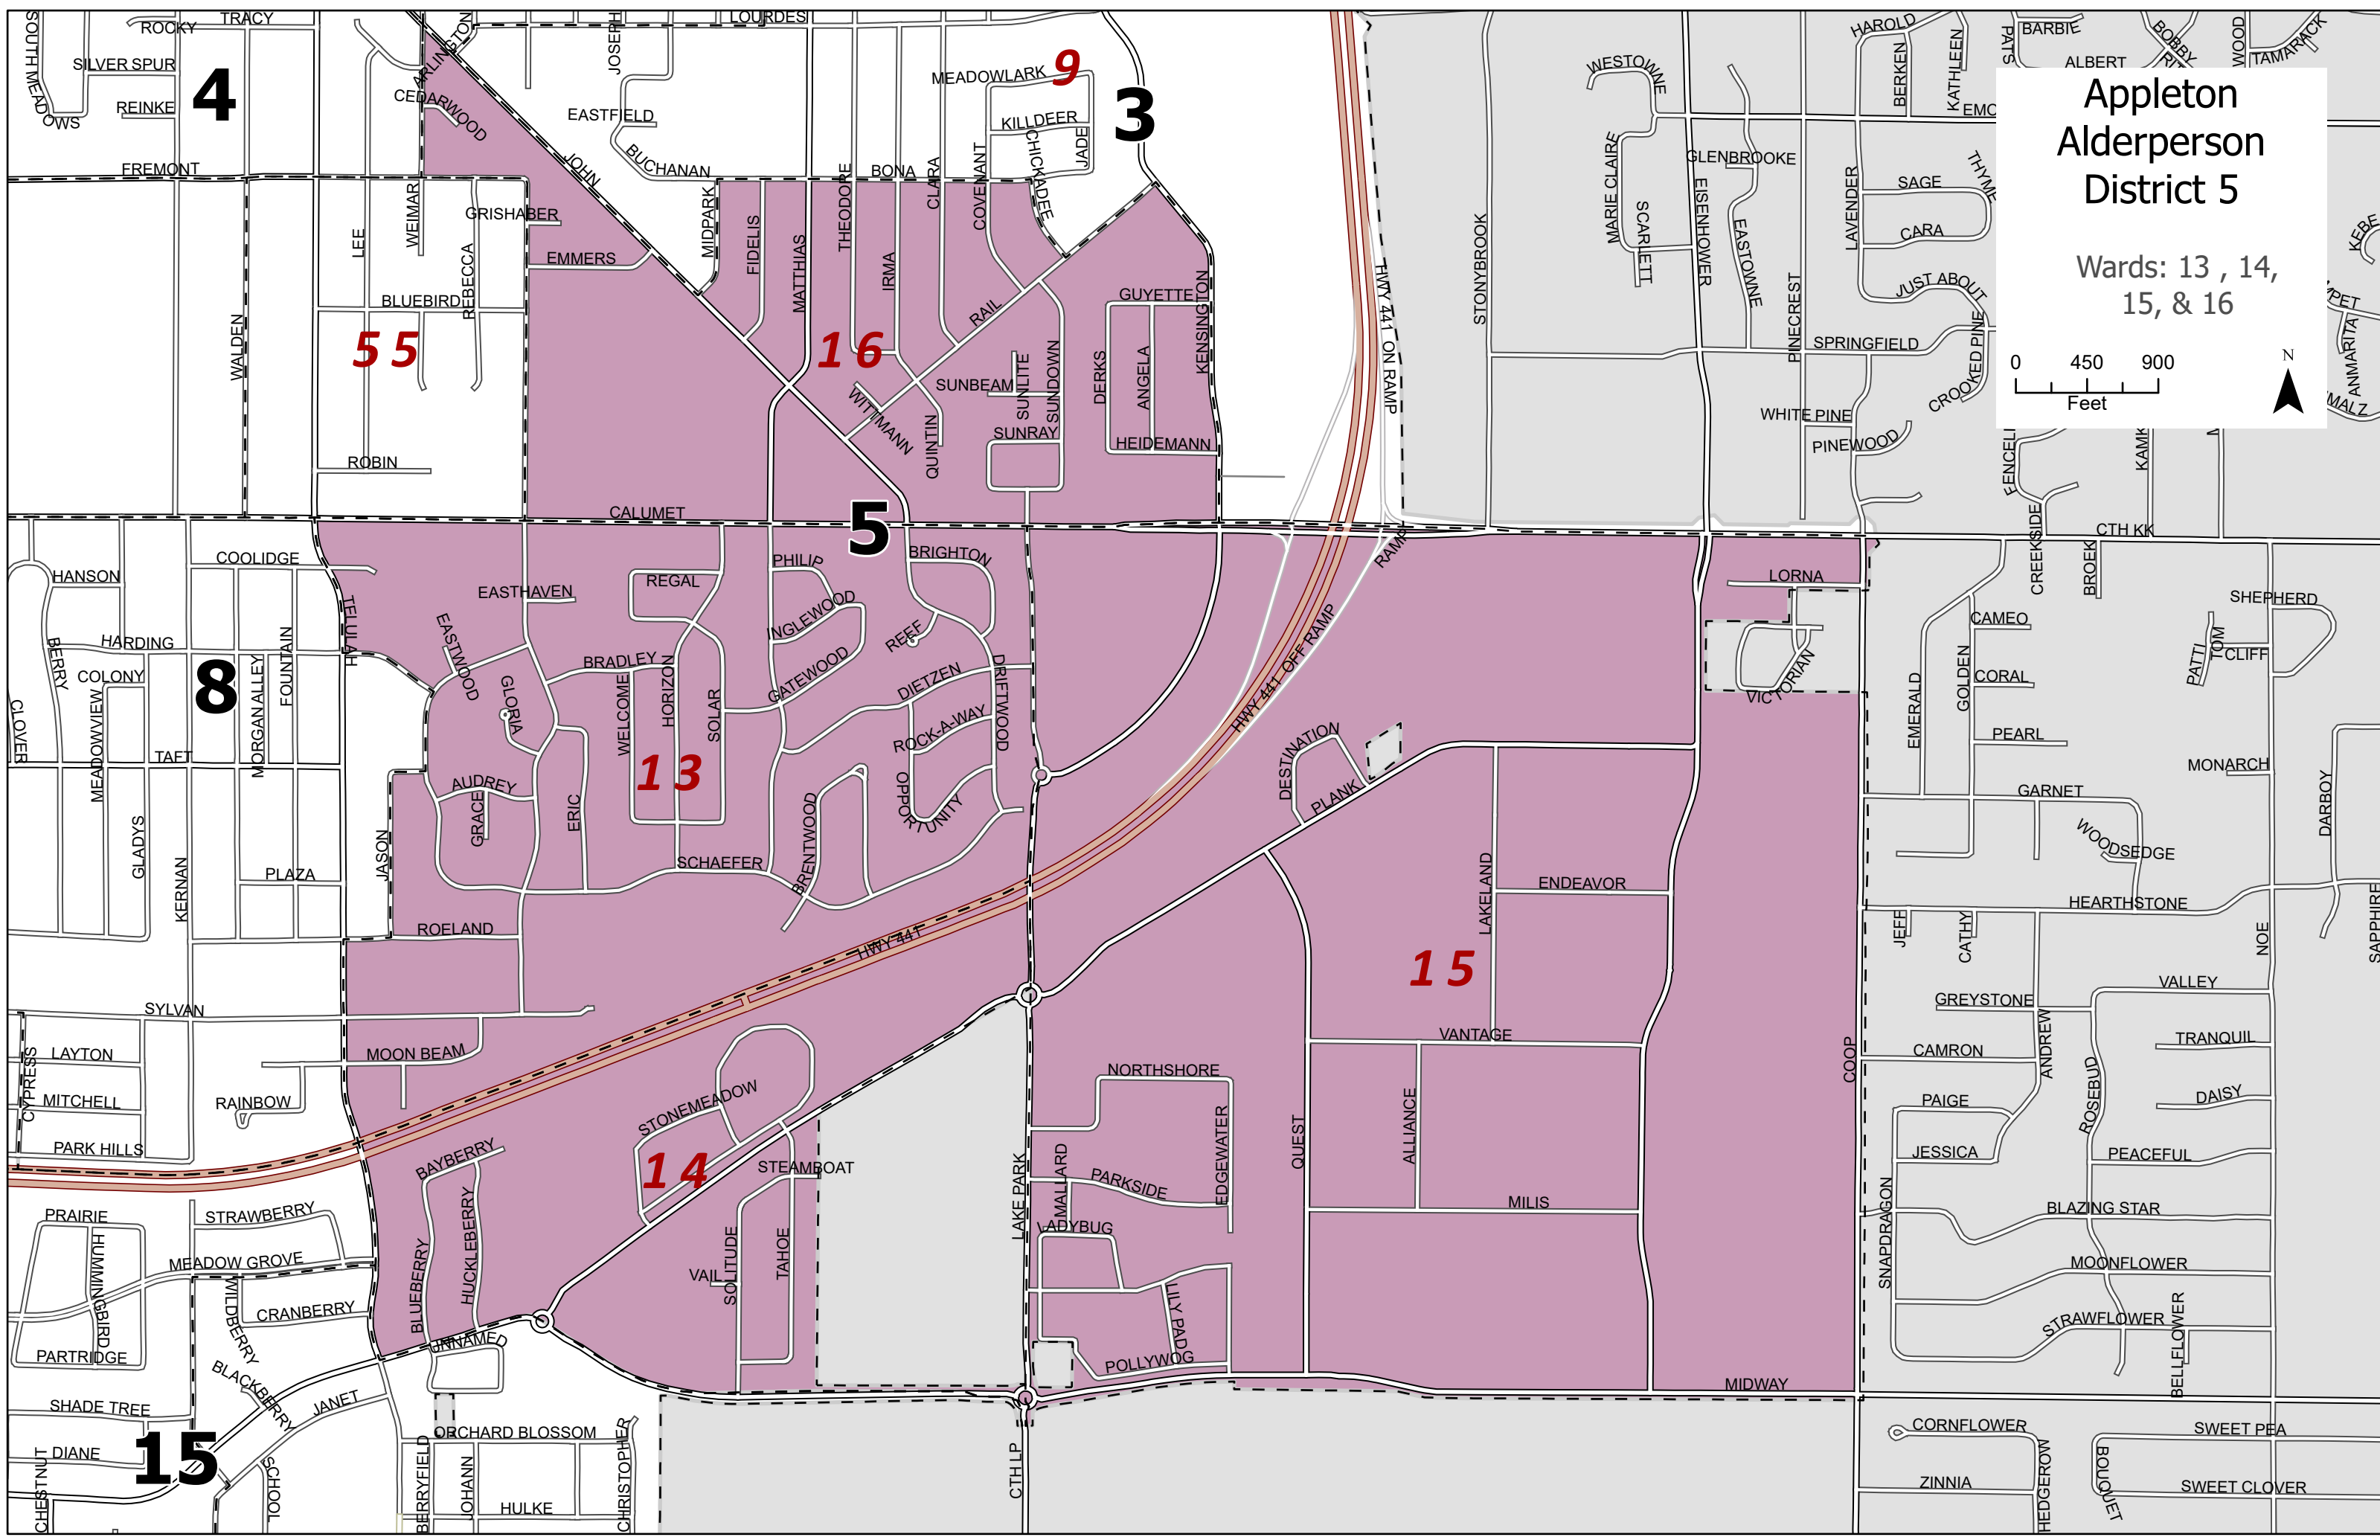 Appleton
Alderperson
District 5
Wards: 13 , 14,
15, & 16
0 450 900
Feet
N
SOUTH MEADOWS
ROCKY
TRACY
SILVER SPUR
REINKE
4
FREMONT
ARLINGTON
CEDARWOOD
JOHN
JOSEPH
LOURDES
EASTFIELD
BUCHANAN
MEADOWLARK
9
3
KILLDEER
CHICKADEE
JADE
BONA
THEODORE
CLARA
COVENANT
MIDPARK
FIDELIS
MATTHIAS
IRMA
RAIL
WALDEN
LEE
WEIMAR
GRISHABER
REBECCA
EMMERS
BLUEBIRD
55
ROBIN
16
WITTMANN
QUINTIN
SUNBEAM
SUNLITE
SUNDOWN
SUNRAY
GUYETTE
DERKS
ANGELA
KENSINGTON
HEIDEMANN
CALUMET
5
HWY 441 ON RAMP
RAMP
HWY 441 OFF RAMP
HWY 441
STONYBROOK
WESTOWNE
MARIE CLAIRE
SCARLETT
EISENHOWER
GLENBROOKE
EASTOWNE
PINECREST
LAVENDER
HAROLD
BERKEN
KATHLEEN
BARBIE
BOBBY
ALBERT
TAMARACK
SAGE
THYME
CARA
JUST ABOUT
SPRINGFIELD
CROOKED PINE
WHITE PINE
PINEWOOD
ANMARITA
CTH KK
CREEKSIDE
BROEK
HANSON
COOLIDGE
BERRY
HARDING
COLONY
CLOVER
MEADOWVIEW
8
MORGAN ALLEY
FOUNTAIN
TELULAH
TAFT
GLADYS
KERNAN
PLAZA
JASON
EASTHAVEN
EASTWOOD
GLORIA
REGAL
BRADLEY
WELCOME
HORIZON
SOLAR
PHILIP
INGLEWOOD
GATEWOOD
BRIGHTON
REEF
DIETZEN
DRIFTWOOD
ROCK-A-WAY
OPPORTUNITY
BRENTWOOD
13
AUDREY
GRACE
ERIC
SCHAEFER
ROELAND
SYLVAN
LAYTON
CYPRESS
MITCHELL
PARK HILLS
MOON BEAM
RAINBOW
LORNA
VICTORIAN
DESTINATION
PLANK
LAKELAND
ENDEAVOR
15
VANTAGE
ALLIANCE
QUEST
MILIS
COOP
MIDWAY
SHEPHERD
CAMEO
EMERALD
GOLDEN
CORAL
PATTI
TOM
CLIFF
PEARL
MONARCH
GARNET
WOODSEDGE
DARBOY
HEARTHSTONE
JEFF
CATHY
NOE
SAPPHIRE
VALLEY
GREYSTONE
ANDREW
TRANQUIL
CAMRON
ROSEBUD
PAIGE
DAISY
JESSICA
PEACEFUL
SNAPDRAGON
BLAZING STAR
MOONFLOWER
STRAWFLOWER
BELLFLOWER
CORNFLOWER
SWEET PEA
ZINNIA
HEDGEROW
BOUQUET
SWEET CLOVER
STONEMEADOW
14
BAYBERRY
STEAMBOAT
BLUEBERRY
HUCKLEBERRY
VAIL
SOLITUDE
TAHOE
UNNAMED
NORTHSHORE
LAKE PARK
MALLARD
PARKSIDE
EDGEWATER
LADYBUG
LILY PAD
POLLYWOG
CTH LP
PRAIRIE
STRAWBERRY
HUMMINGBIRD
MEADOW GROVE
WILDBERRY
CRANBERRY
PARTRIDGE
BLACKBERRY
JANET
SHADE TREE
15
DIANE
CHESTNUT
SCHOOL
ORCHARD BLOSSOM
BERRYFIELD
JOHANN
HULKE
CHRISTOPHER